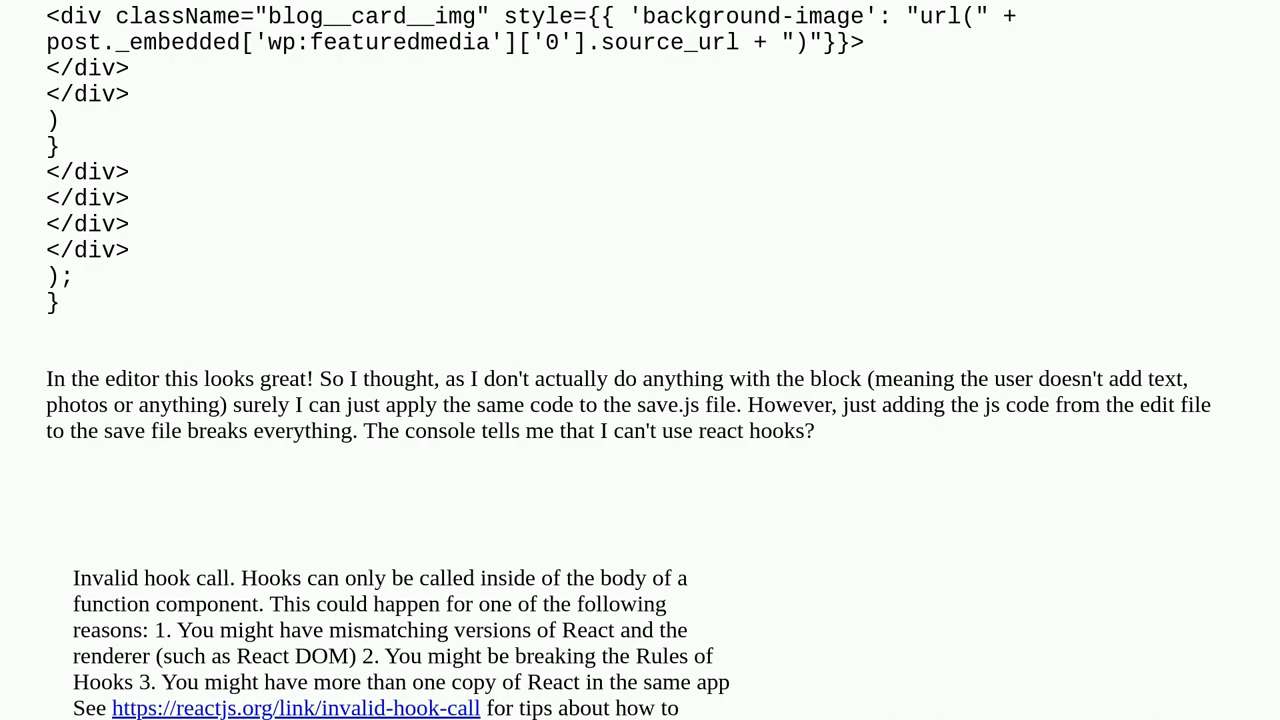 <div className="blog__card__img" style={{ 'background-image': "url(" +
post._embedded['wp:featuredmedia']['0'].source_url + ")"}}>
</div>
</div>
)
}
</div>
</div>
</div>
</div>
);
}
In the editor this looks great! So I thought, as I don't actually do anything with the block (meaning the user doesn't add text,
photos or anything) surely I can just apply the same code to the save.js file. However, just adding the js code from the edit file
to the save file breaks everything. The console tells me that I can't use react hooks?
Invalid hook call. Hooks can only be called inside of the body of a
function component. This could happen for one of the following
reasons: 1. You might have mismatching versions of React and the
renderer (such as React DOM) 2. You might be breaking the Rules of
Hooks 3. You might have more than one copy of React in the same app
See https://reactjs.org/link/invalid-hook-call for tips about how to